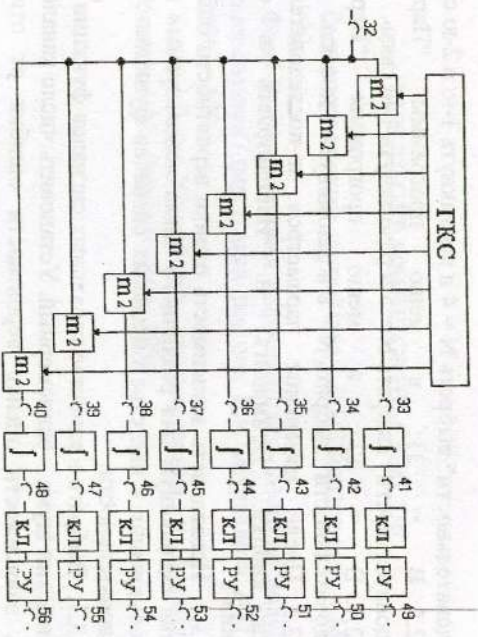 32
ГКС
m2 33 ∫ 41 КЛ РУ 49
m2 34 ∫ 42 КЛ РУ 50
m2 35 ∫ 43 КЛ РУ 51
m2 36 ∫ 44 КЛ РУ 52
m2 37 ∫ 45 КЛ РУ 53
m2 38 ∫ 46 КЛ РУ 54
m2 39 ∫ 47 КЛ РУ 55
m2 40 ∫ 48 КЛ РУ 56